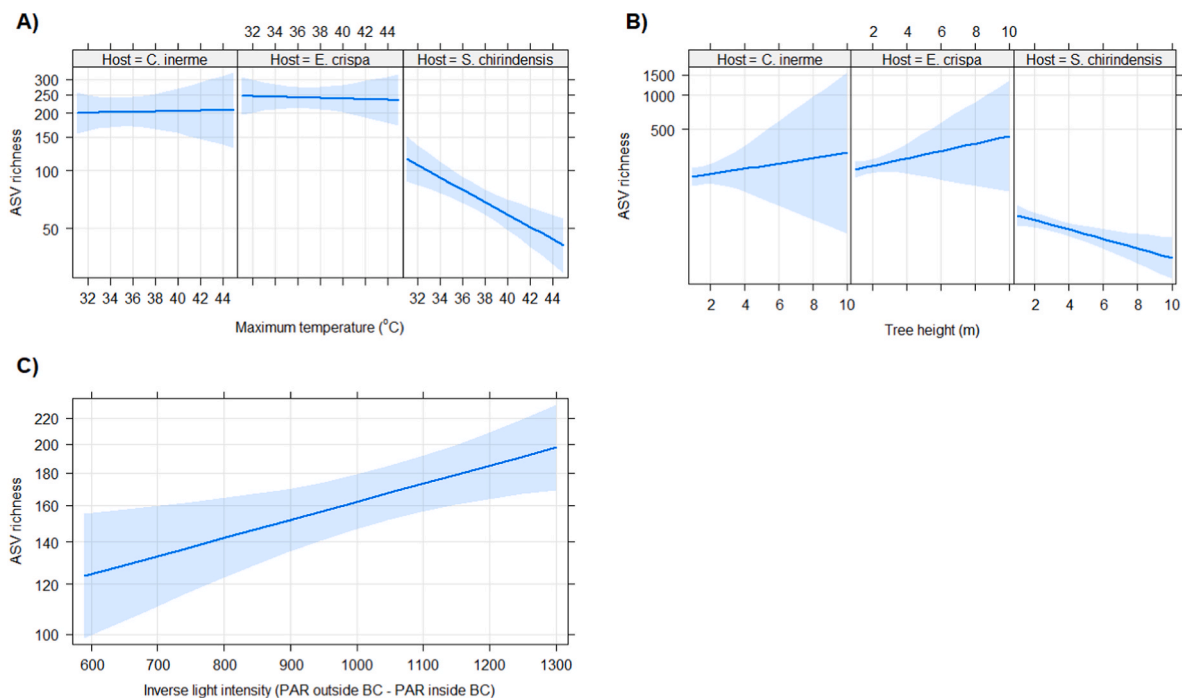 A)
32 34 36 38 40 42 44
Host = C. inerme Host = E. crispa Host = S. chirindensis
300
250
200
150
100
50
ASV richness
32 34 36 38 40 42 44 32 34 36 38 40 42 44
Maximum temperature (°C)
B)
2 4 6 8 10
Host = C. inerme Host = E. crispa Host = S. chirindensis
1500
1000
500
ASV richness
2 4 6 8 10 2 4 6 8 10
Tree height (m)
C)
220
200
180
160
140
120
100
ASV richness
600 700 800 900 1000 1100 1200 1300
Inverse light intensity (PAR outside BC - PAR inside BC)